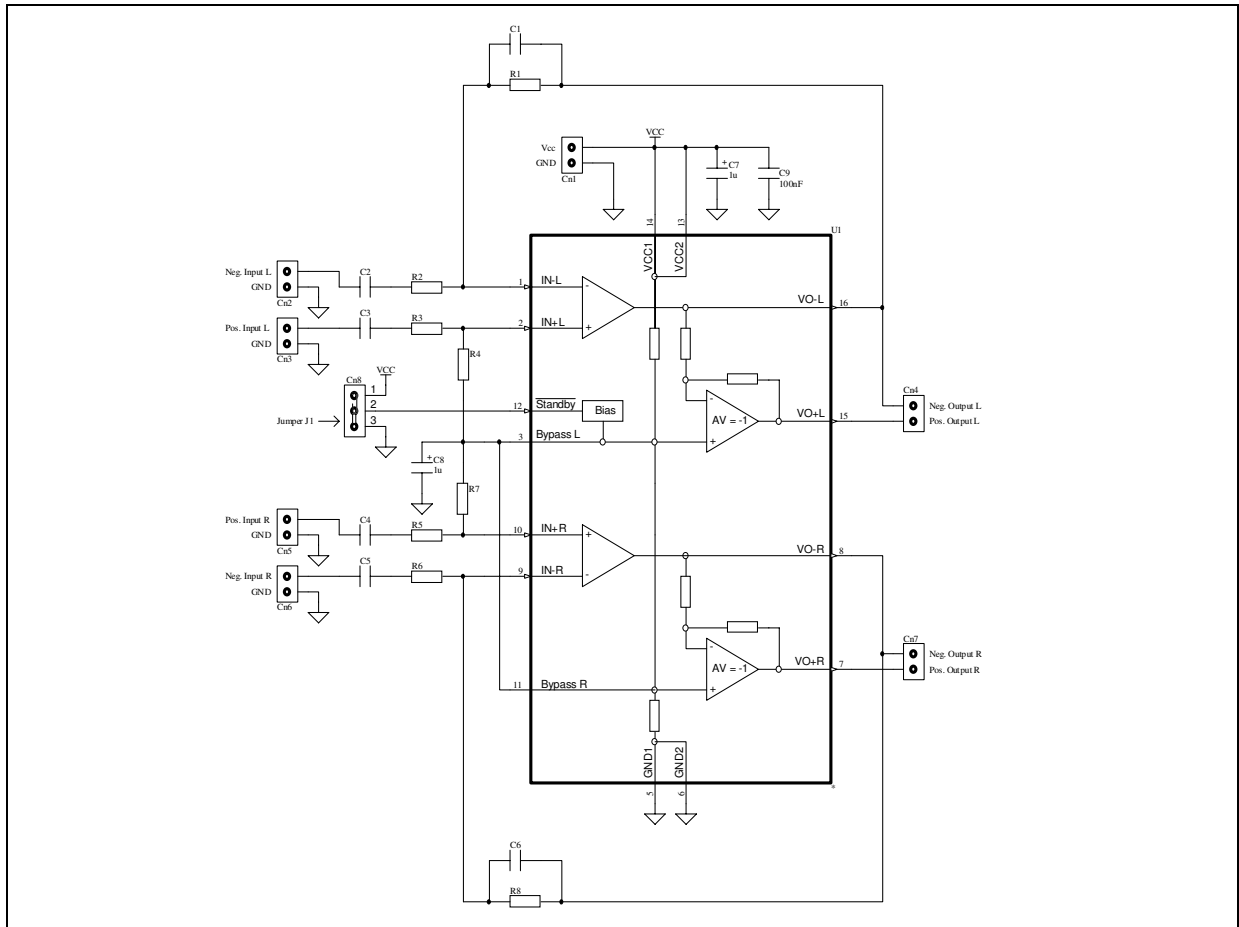 C1
R1
VCC
Vcc
GND
Cn1
+
C7
1u
C9
100nF
14
13
U1
VCC1
VCC2
Neg. Input L
GND
Cn2
C2
R2
1
IN-L
-
VO-L
16
Pos. Input L
GND
Cn3
C3
R3
2
IN+L
+
R4
Cn8
VCC
1
2
3
Jumper J1
12
Standby
Bias
-
AV = -1
+
VO+L
15
Cn4
Neg. Output L
Pos. Output L
3
Bypass L
+
C8
1u
R7
Pos. Input R
GND
Cn5
C4
R5
10
IN+R
+
VO-R
8
Neg. Input R
GND
Cn6
C5
R6
9
IN-R
-
-
AV = -1
+
VO+R
7
Cn7
Neg. Output R
Pos. Output R
11
Bypass R
GND1
GND2
5
6
*
C6
R8